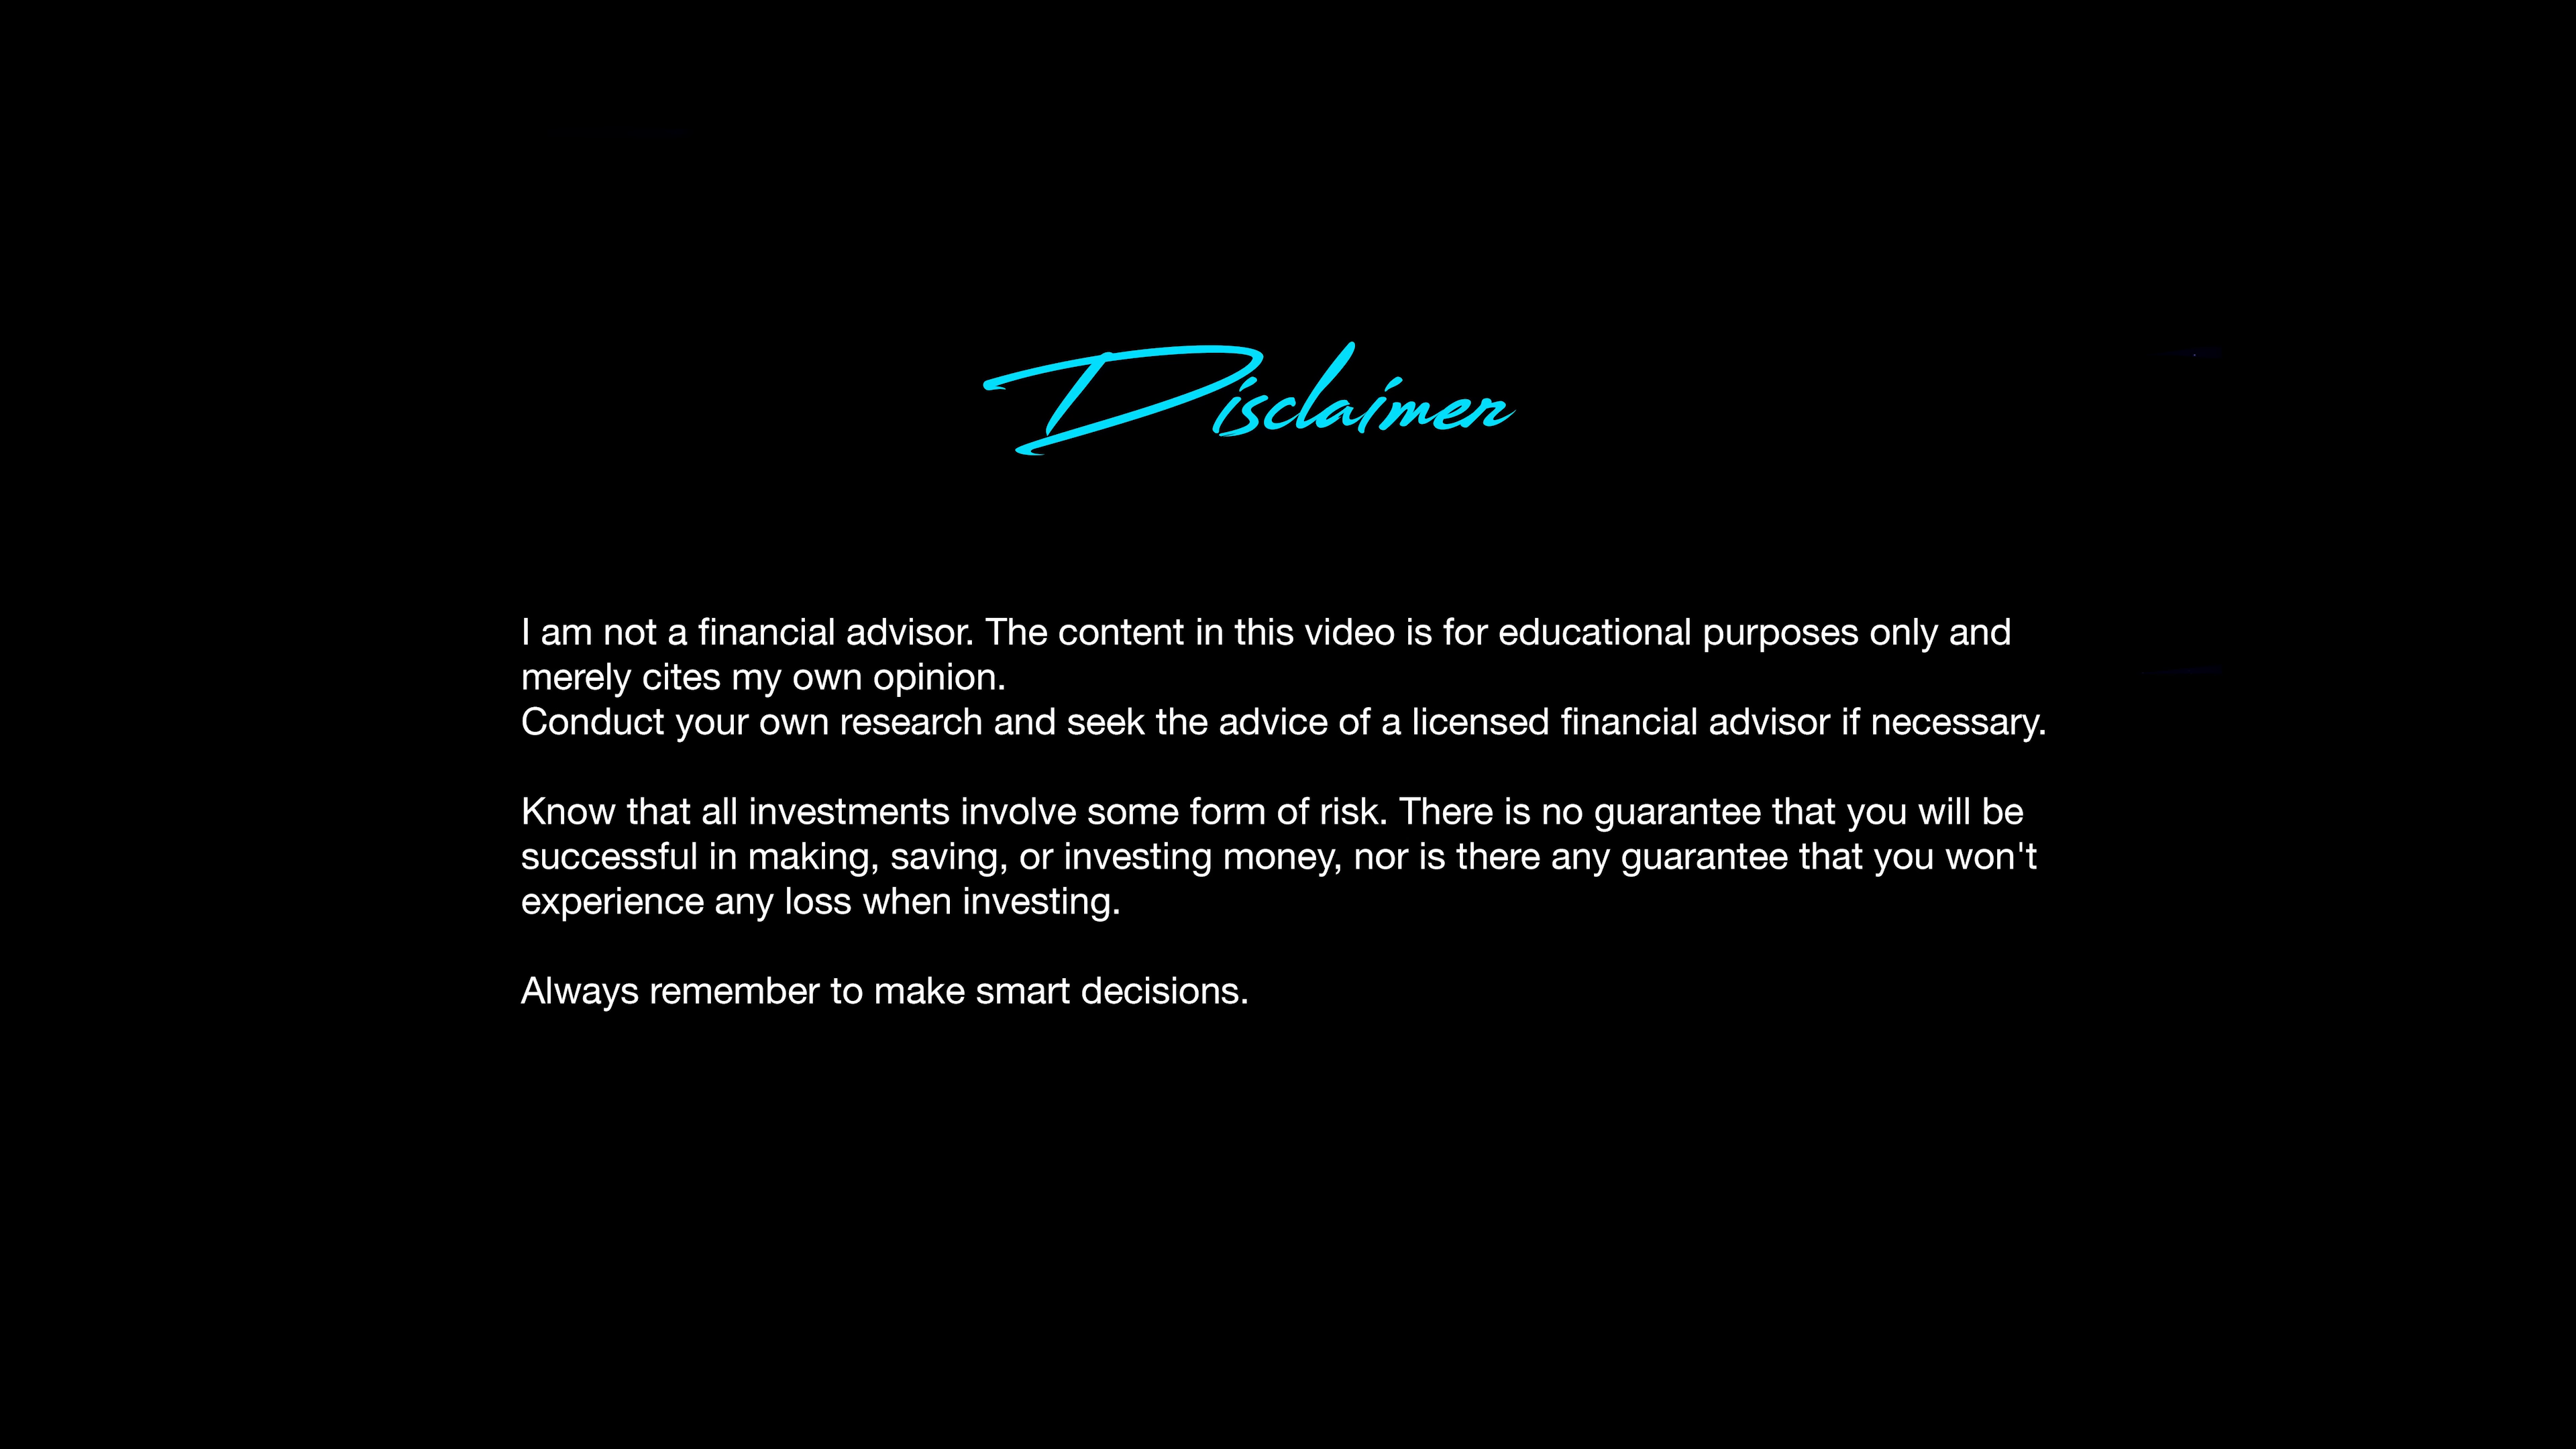 Disclaimer
I am not a financial advisor. The content in this video is for educational purposes only and
merely cites my own opinion.
Conduct your own research and seek the advice of a licensed financial advisor if necessary.
Know that all investments involve some form of risk. There is no guarantee that you will be
successful in making, saving, or investing money, nor is there any guarantee that you won't
experience any loss when investing.
Always remember to make smart decisions.